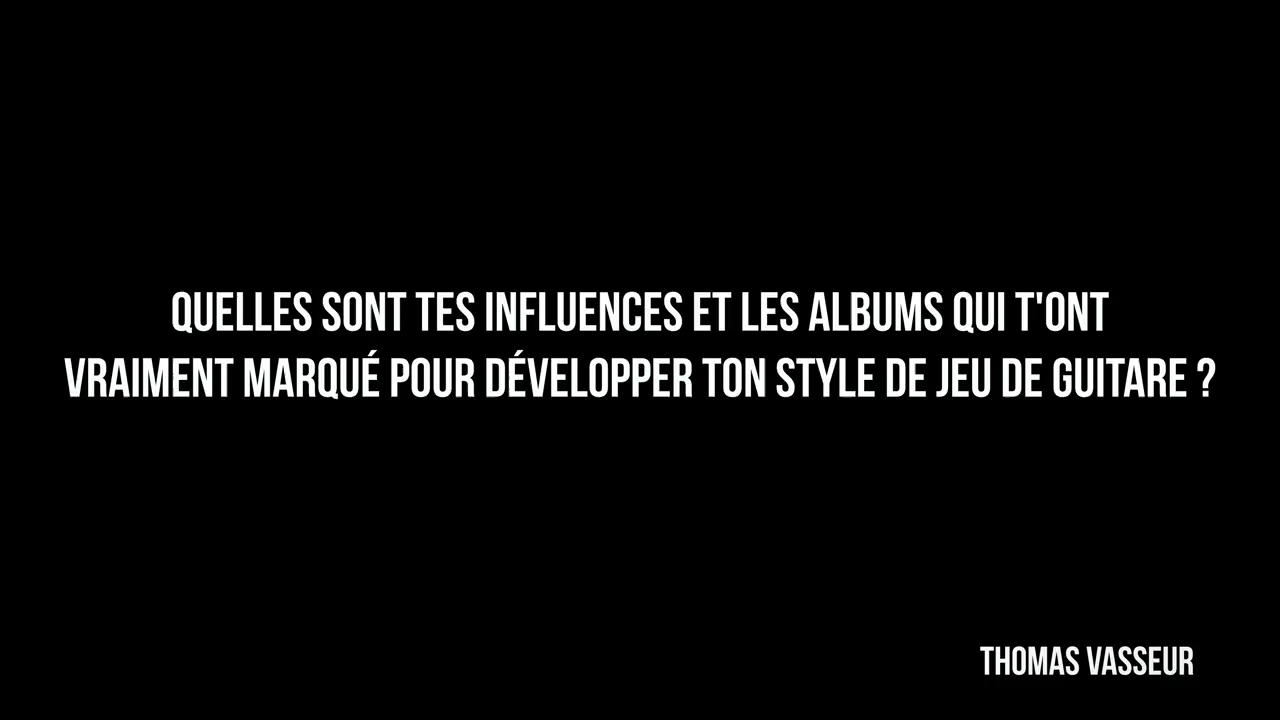 QUELLES SONT TES INFLUENCES ET LES ALBUMS QUI T'ONT
VRAIMENT MARQUÉ POUR DÉVELOPPER TON STYLE DE JEU DE GUITARE ?
THOMAS VASSEUR